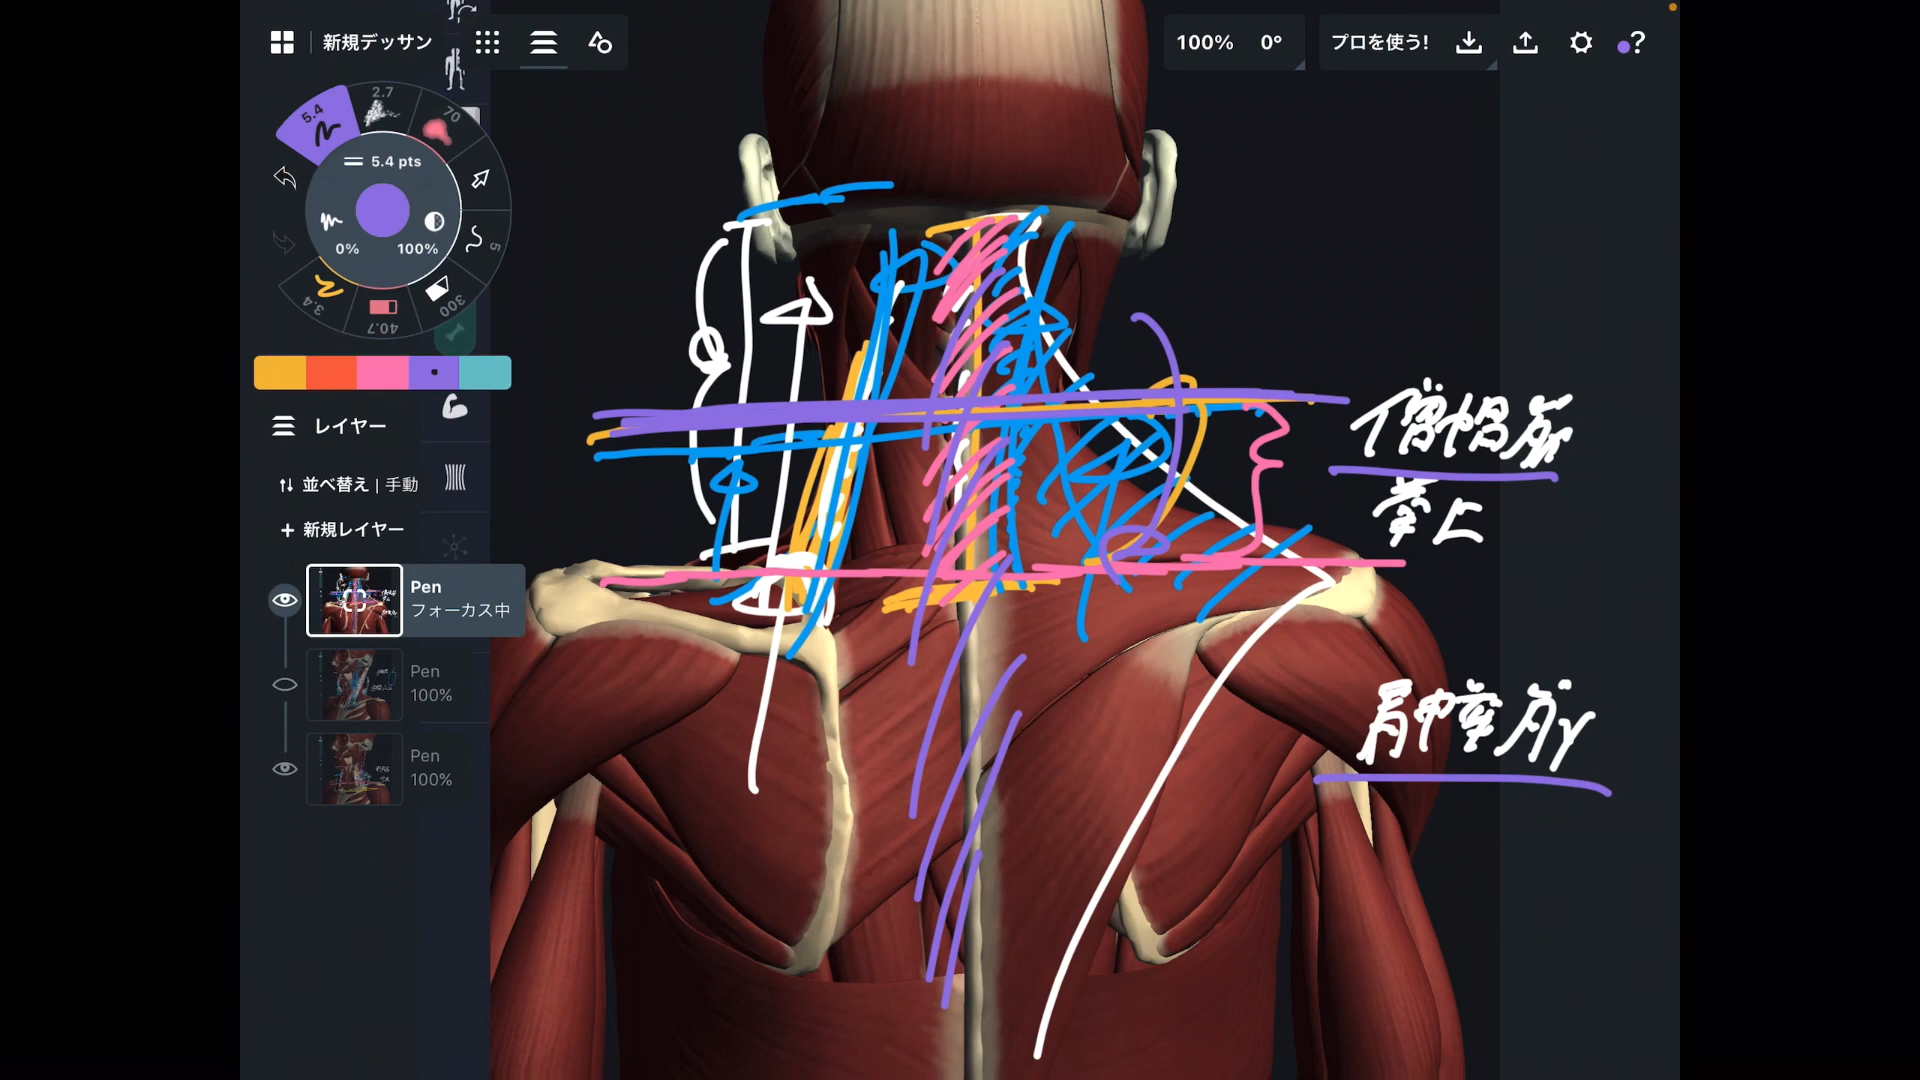 新規デッサン
100% 0° プロを使う! ?
2.7
5.4
70
5.4 pts
5
0% 100%
3.4
300
40.7
レイヤー
僧帽筋
並べ替え | 手動
挙上
+ 新規レイヤー
Pen
フォーカス中
Pen
100%
Pen
100%